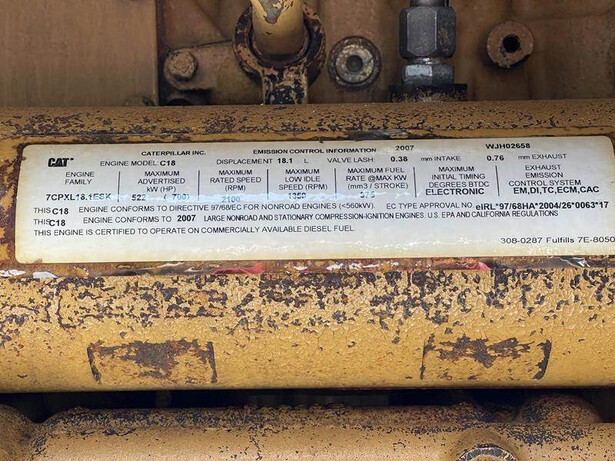 CATERPILLAR INC. EMISSION CONTROL INFORMATION 2007 WJH02658
CAT ENGINE MODEL C18 DISPLACEMENT 18.1 L VALVE LASH: 0.38 mm INTAKE 0.76 mm EXHAUST
ENGINE FAMILY MAXIMUM ADVERTISED kW (HP) MAXIMUM RATED SPEED (RPM) MAXIMUM LOW IDLE SPEED (RPM) MAXIMUM FUEL RATE @MAX KW (mm3 / STROKE) MAXIMUM INITIAL TIMING DEGREES BTDC EXHAUST EMISSION CONTROL SYSTEM
7CPXL18.1ESK 522 ( 700) 2100 1350 375 ELECTRONIC EM,DI,TC,ECM,CAC
THIS C18 ENGINE CONFORMS TO DIRECTIVE 97/68/EC FOR NONROAD ENGINES (<560kW). EC TYPE APPROVAL NO. eIRL*97/68HA*2004/26*0063*17
THIS C18 ENGINE CONFORMS TO 2007 LARGE NONROAD AND STATIONARY COMPRESSION-IGNITION ENGINES. U.S. EPA AND CALIFORNIA REGULATIONS
THIS ENGINE IS CERTIFIED TO OPERATE ON COMMERCIALLY AVAILABLE DIESEL FUEL
308-0287 Fulfills 7E-8050